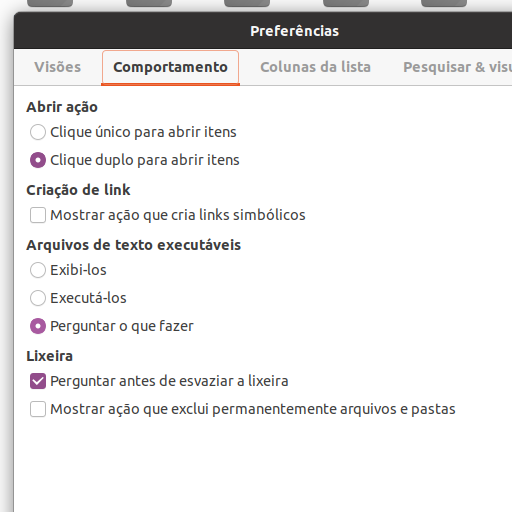 Preferências
Visões Comportamento Colunas da lista Pesquisar &
Abrir ação
Clique único para abrir itens
Clique duplo para abrir itens
Criação de link
Mostrar ação que cria links simbólicos
Arquivos de texto executáveis
Exibi-los
Executá-los
Perguntar o que fazer
Lixeira
Perguntar antes de esvaziar a lixeira
Mostrar ação que exclui permanentemente arquivos e pastas